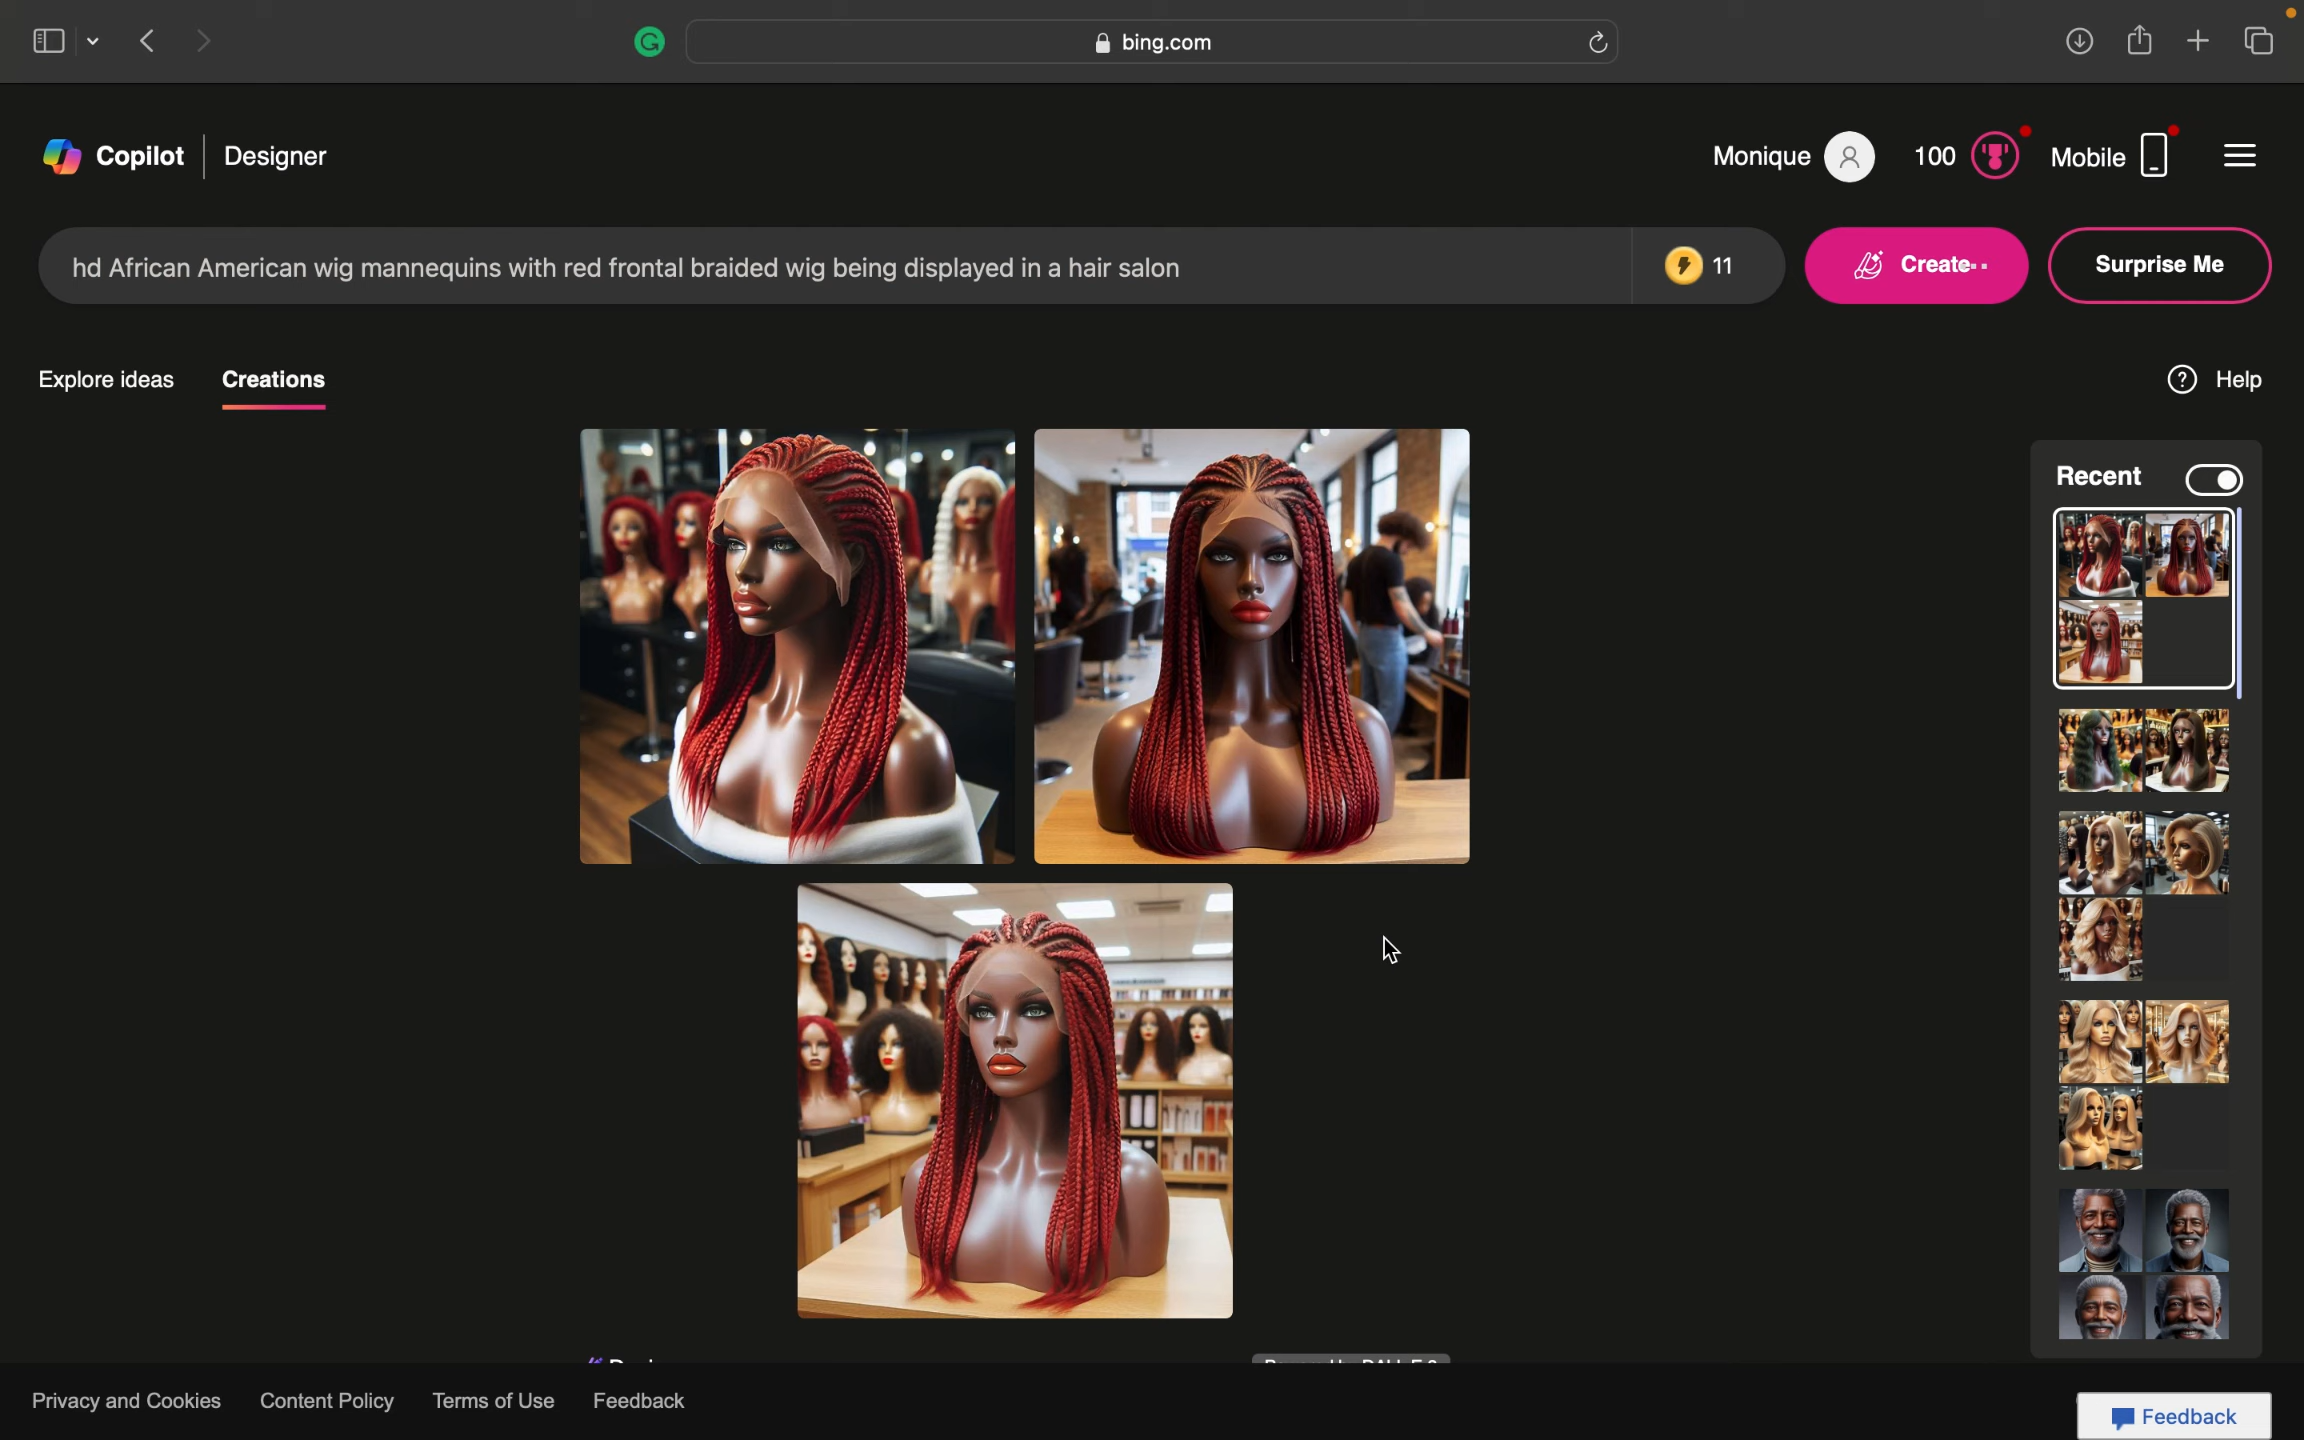 bing.com
Copilot | Designer
Monique
100
Mobile
hd African American wig mannequins with red frontal braided wig being displayed in a hair salon
11
Create
Surprise Me
Explore ideas
Creations
Help
Recent
Privacy and Cookies
Content Policy
Terms of Use
Feedback
Feedback